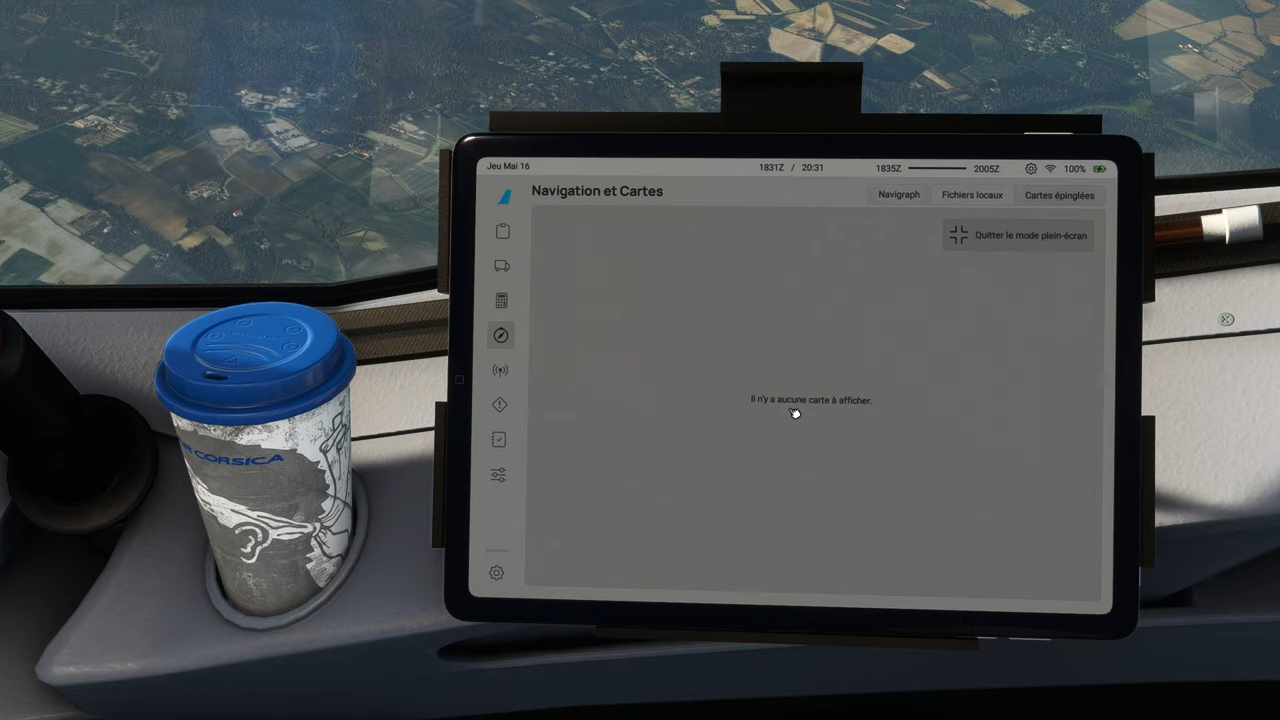 Jeu Mai 16
1831Z / 20:31
1835Z
2005Z
100%
Navigation et Cartes
Navigraph
Fichiers locaux
Cartes épinglées
Quitter le mode plein-écran
Il n'y a aucune carte à afficher.
CORSICA